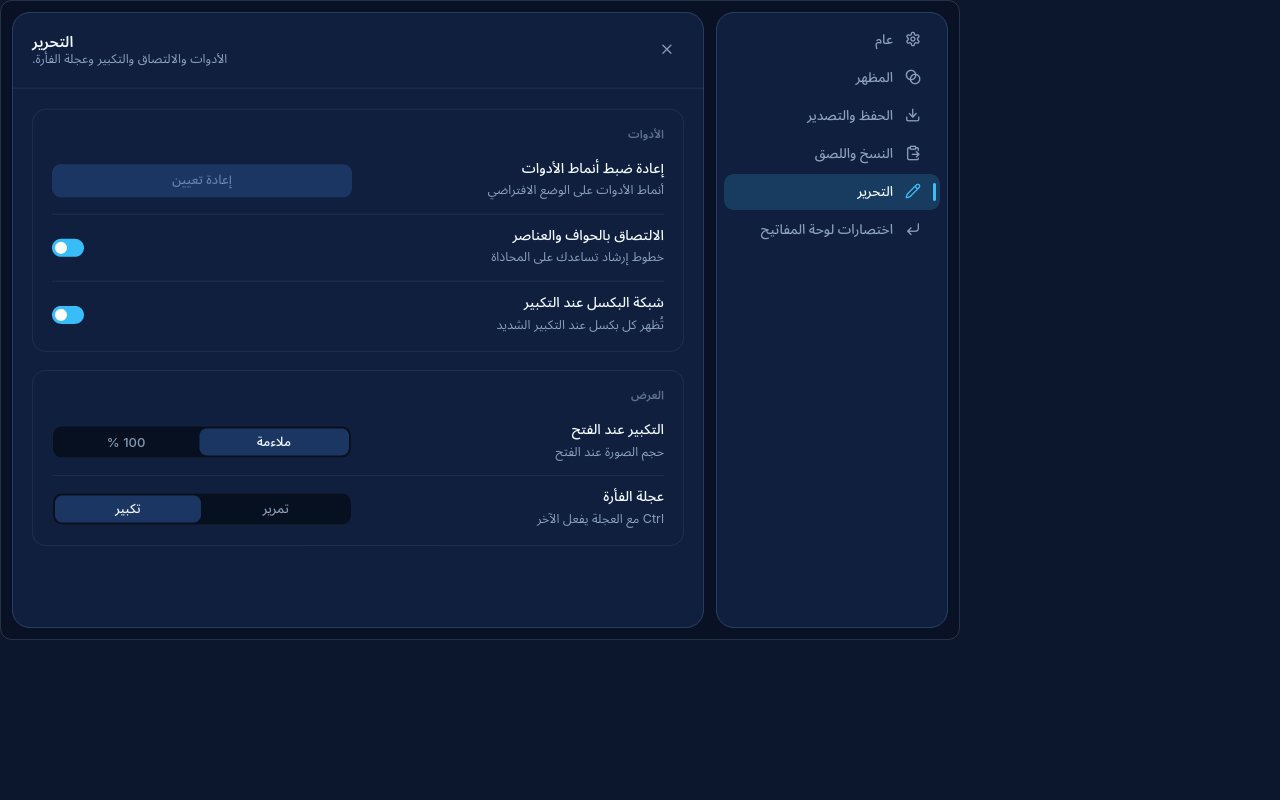 عام
المظهر
الحفظ والتصدير
النسخ واللصق
التحرير
اختصارات لوحة المفاتيح
التحرير
الأدوات والالتصاق والتكبير وعجلة الفأرة.
الأدوات
إعادة ضبط أنماط الأدوات
أنماط الأدوات على الوضع الافتراضي
إعادة تعيين
الالتصاق بالحواف والعناصر
خطوط إرشاد تساعدك على المحاذاة
شبكة البكسل عند التكبير
تُظهر كل بكسل عند التكبير الشديد
العرض
التكبير عند الفتح
حجم الصورة عند الفتح
ملاءمة
100 %
عجلة الفأرة
Ctrl مع العجلة يفعل الآخر
تمرير
تكبير